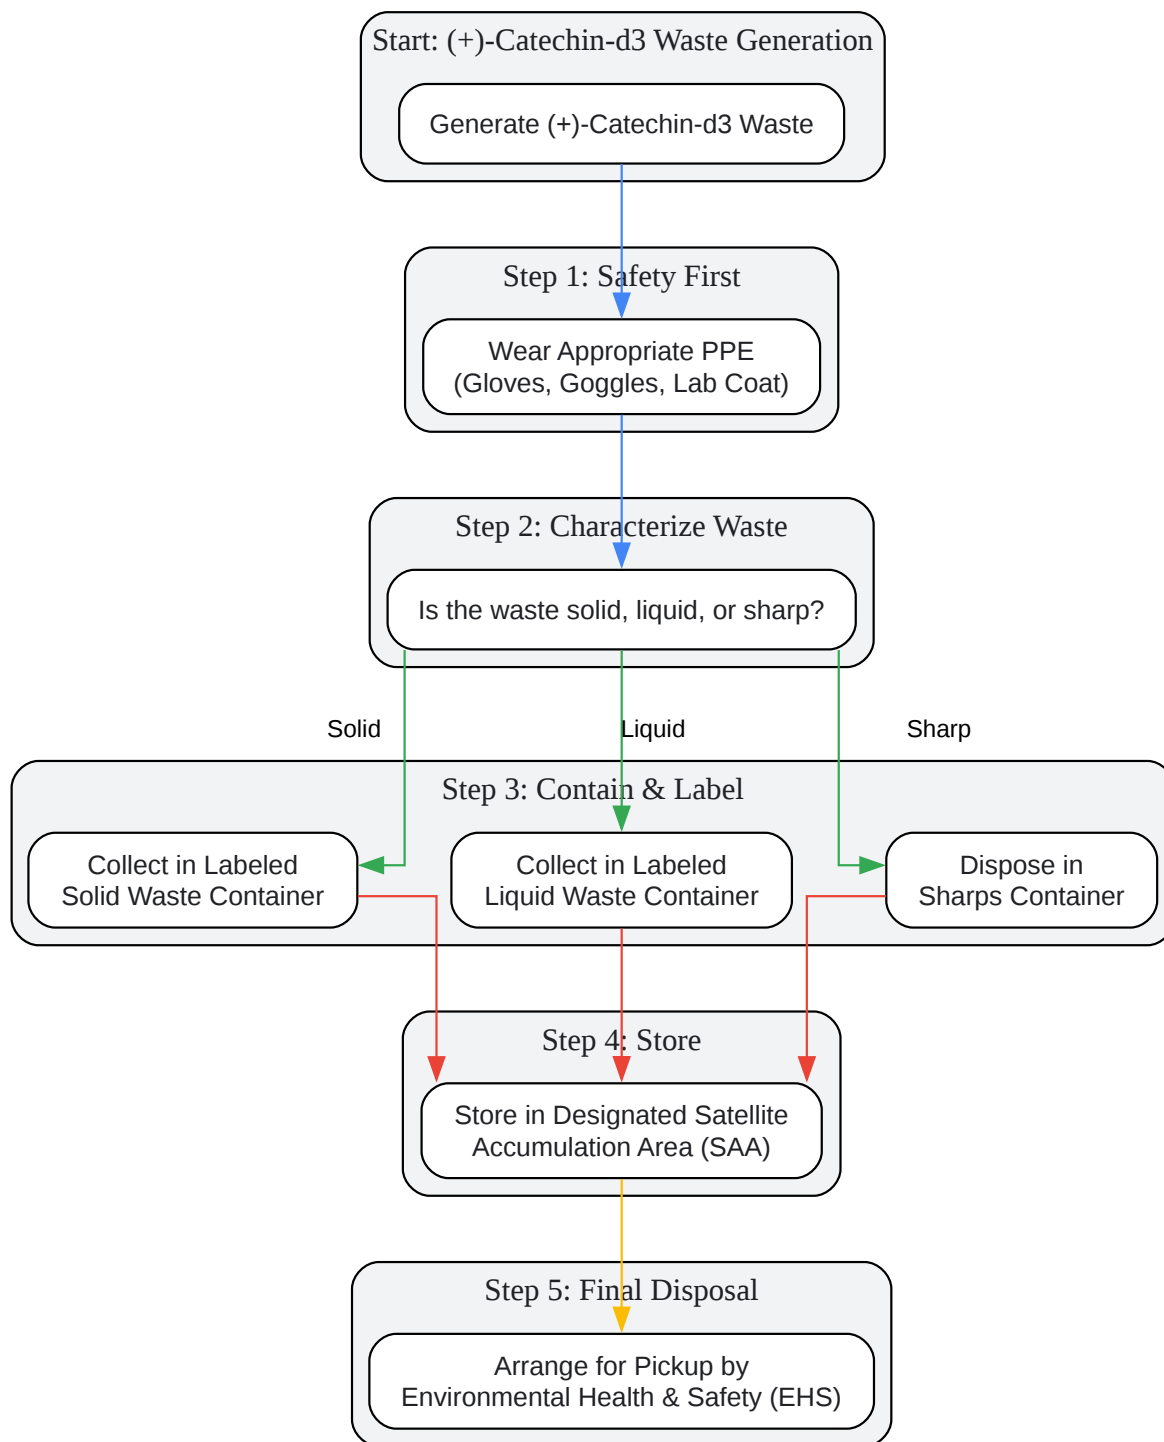 Start: (+)-Catechin-d3 Waste Generation
Generate (+)-Catechin-d3 Waste
Step 1: Safety First
Wear Appropriate PPE
(Gloves, Goggles, Lab Coat)
Step 2: Characterize Waste
Is the waste solid, liquid, or sharp?
Solid
Liquid
Sharp
Step 3: Contain & Label
Collect in Labeled
Solid Waste Container
Collect in Labeled
Liquid Waste Container
Dispose in
Sharps Container
Step 4: Store
Store in Designated Satellite
Accumulation Area (SAA)
Step 5: Final Disposal
Arrange for Pickup by
Environmental Health & Safety (EHS)